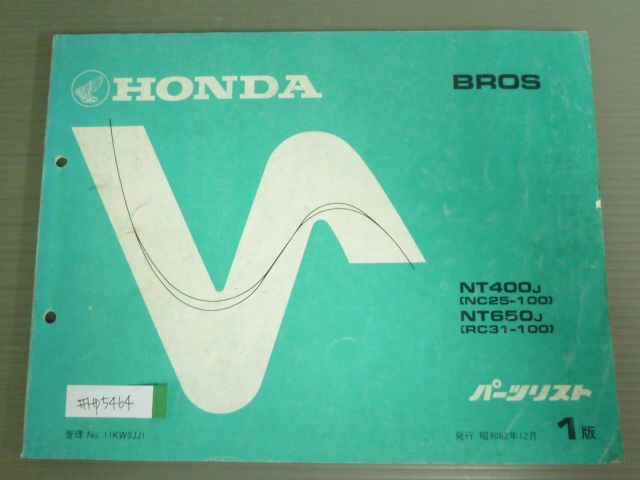 HONDA
BROS
NT400J
(NC25-100)
NT650J
(RC31-100)
パーツリスト
#Hp5464
管理 No. 11KW0JJ1
発行 昭和62年12月
1版